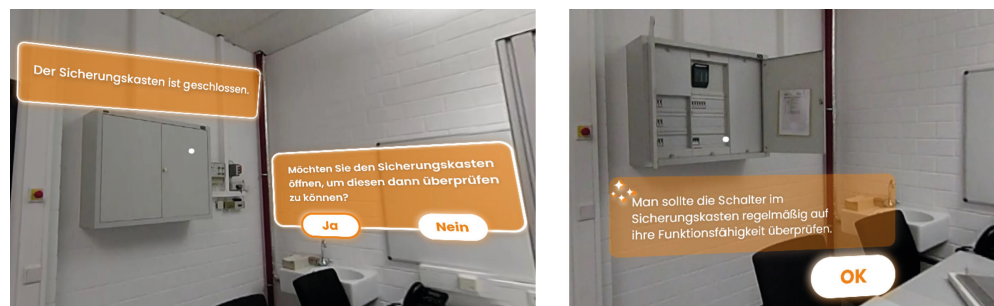 Der Sicherungskasten ist geschlossen.
Möchten Sie den Sicherungskasten
öffnen, um diesen dann überprüfen
zu können?
Ja
Nein
Man sollte die Schalter im
Sicherungskasten regelmäßig auf
ihre Funktionsfähigkeit überprüfen.
OK